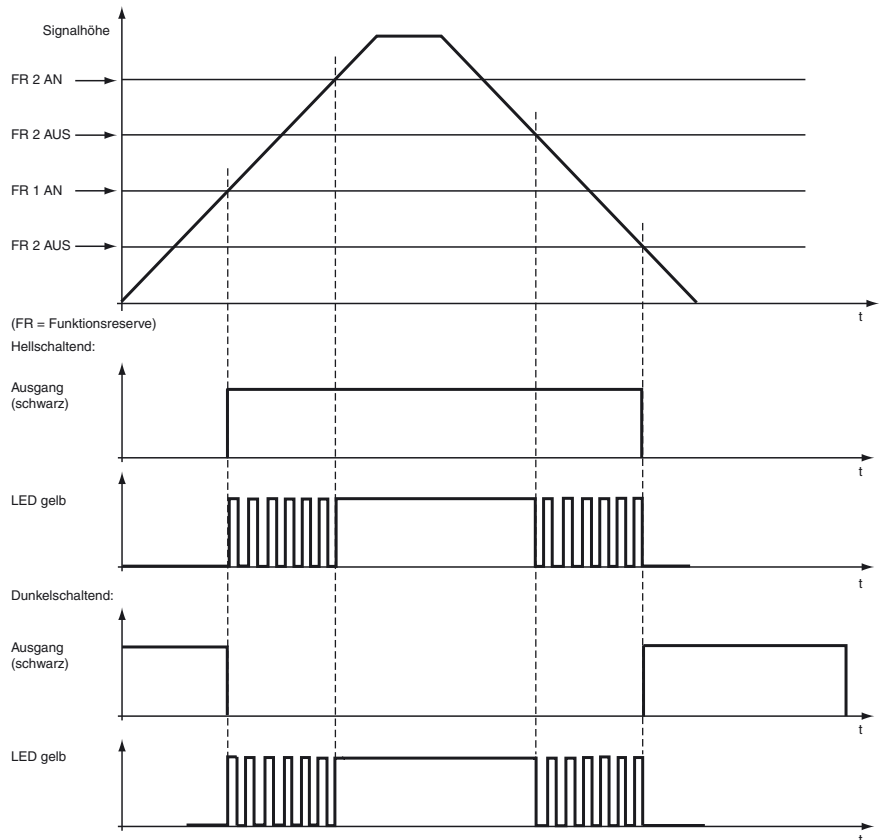 Signalhöhe
FR 2 AN
FR 2 AUS
FR 1 AN
FR 2 AUS
t
(FR = Funktionsreserve)
Hellschaltend:
Ausgang
(schwarz)
t
LED gelb
t
Dunkelschaltend:
Ausgang
(schwarz)
t
LED gelb
t